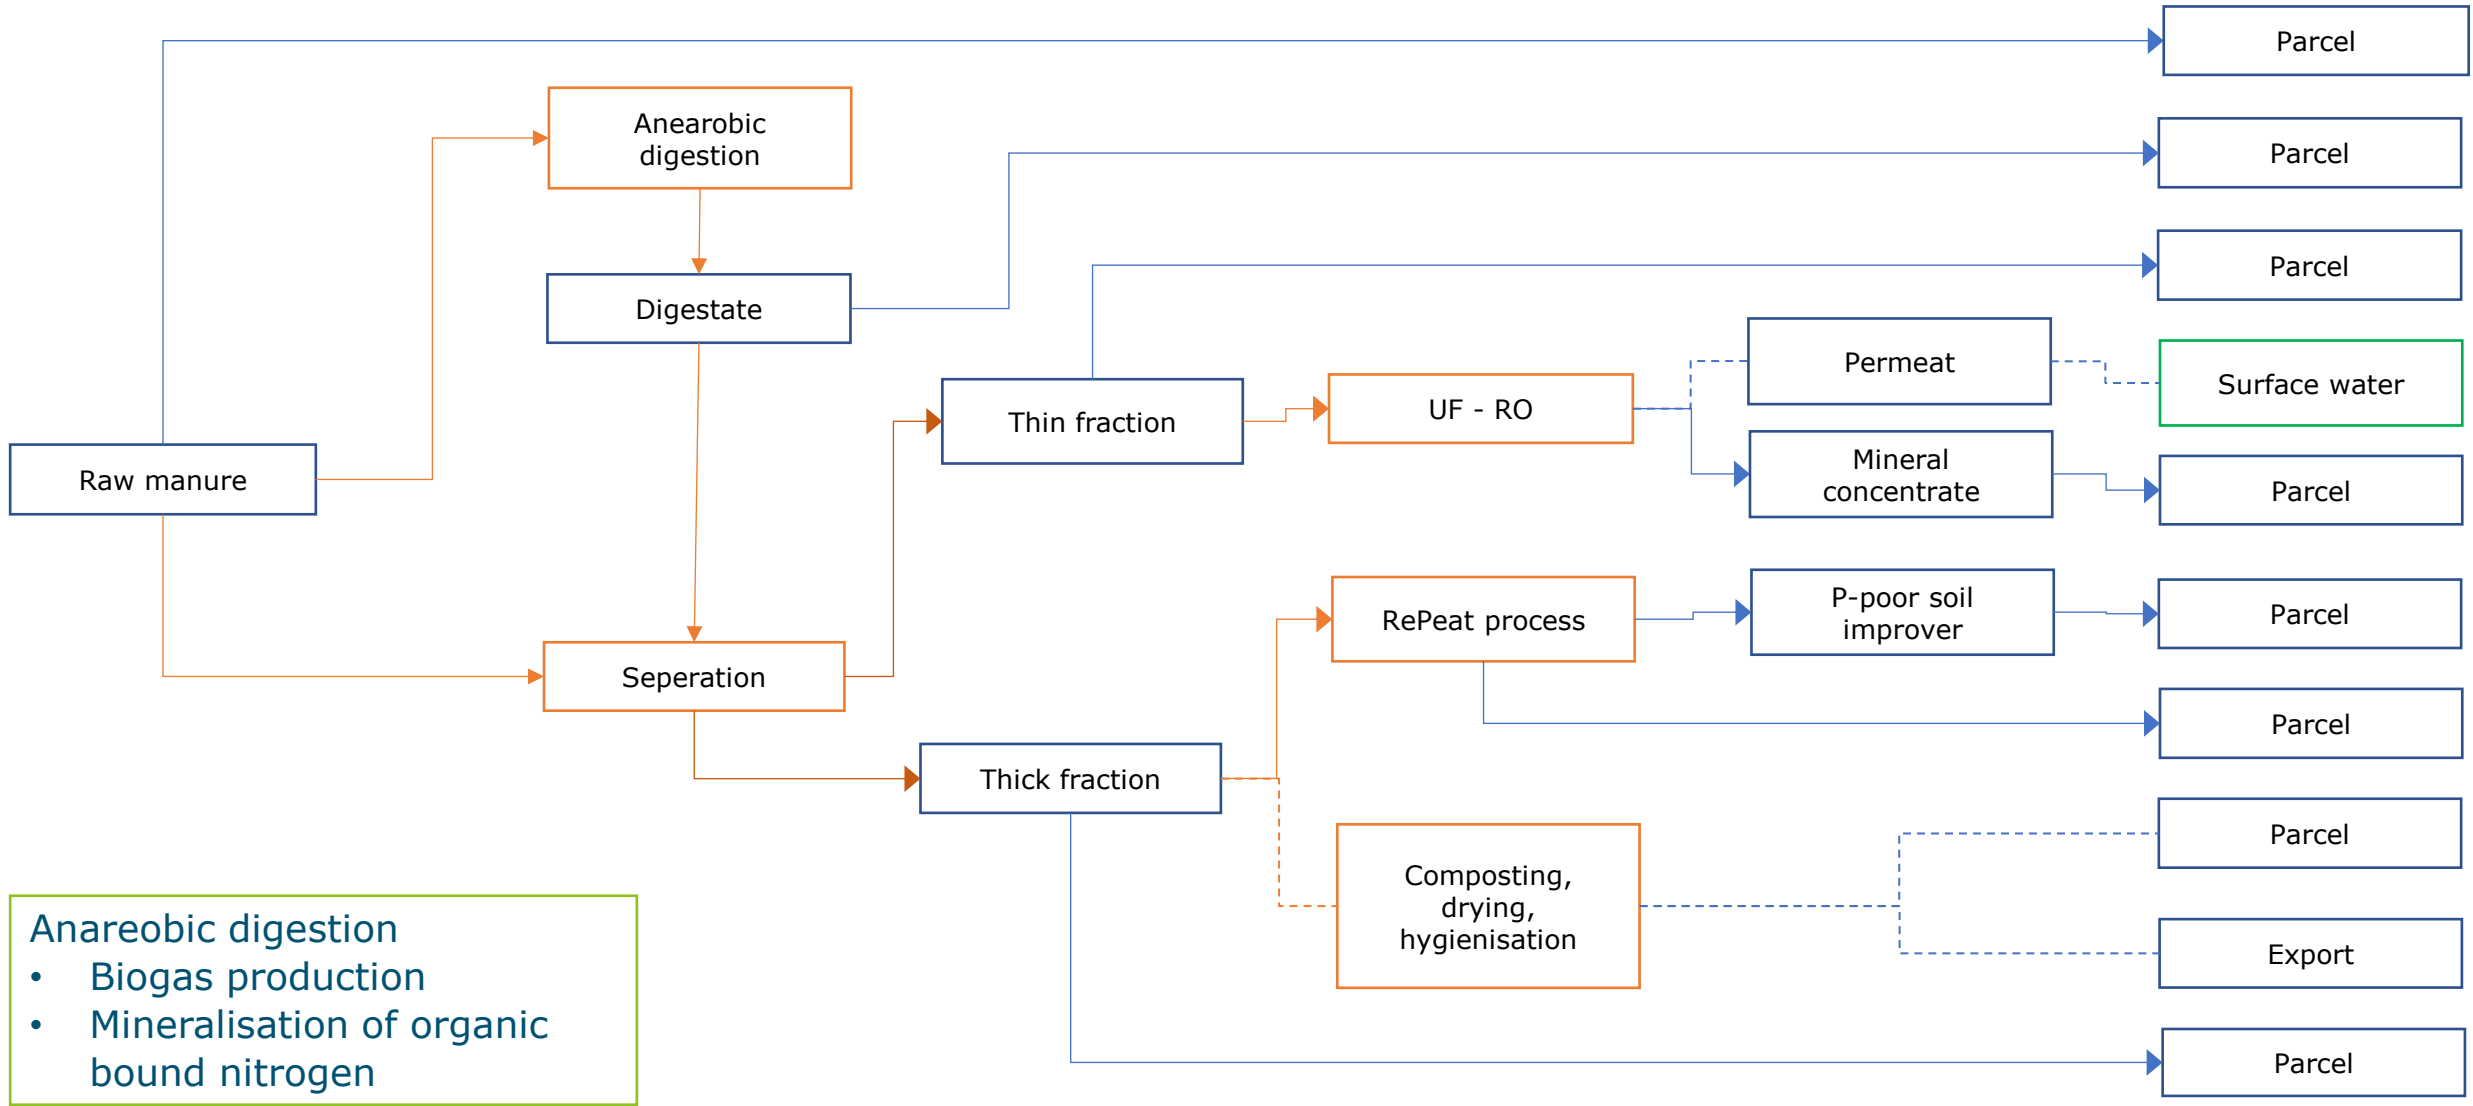 Parcel
Anearobic
digestion
Parcel
Parcel
Digestate
Permeat
Surface water
Thin fraction
UF - RO
Raw manure
Mineral
concentrate
Parcel
RePeat process
P-poor soil
improver
Parcel
Seperation
Parcel
Thick fraction
Parcel
Composting,
drying,
hygienisation
Export
Parcel
Anareobic digestion
• Biogas production
• Mineralisation of organic
bound nitrogen